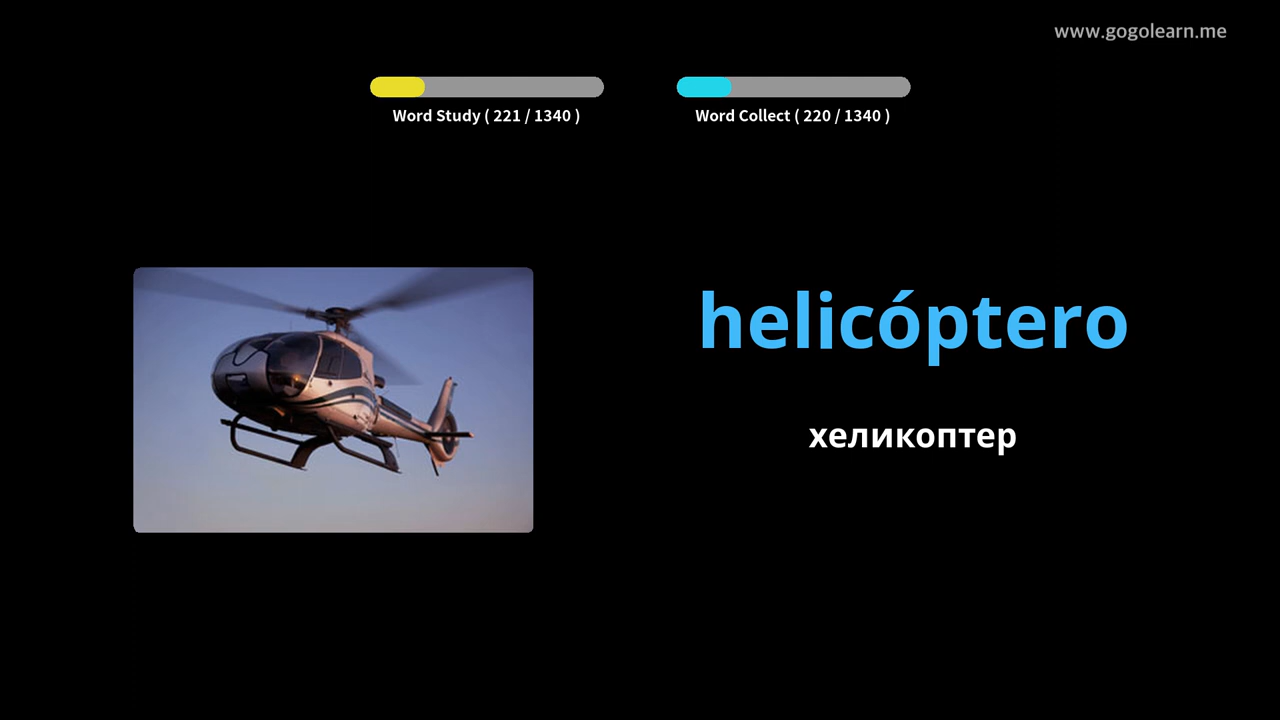 www.gogolearn.me
Word Study ( 221 / 1340 )
Word Collect ( 220 / 1340 )
helicóptero
хеликоптер